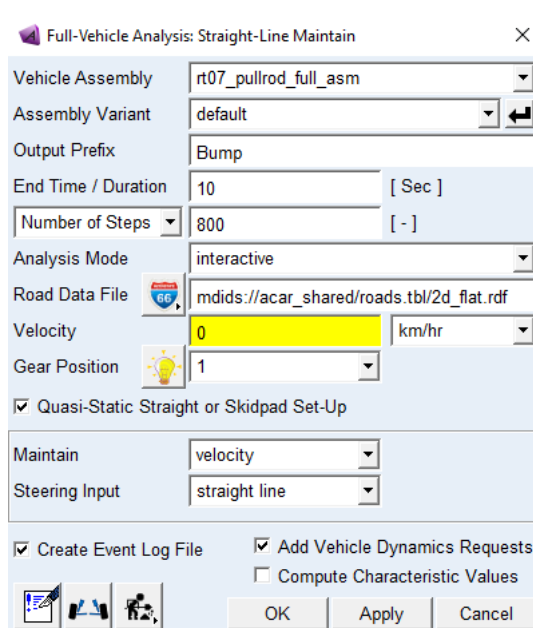 Full-Vehicle Analysis: Straight-Line Maintain
Vehicle Assembly rt07_pullrod_full_asm
Assembly Variant default
Output Prefix Bump
End Time / Duration 10 [ Sec ]
Number of Steps 800 [ - ]
Analysis Mode interactive
Road Data File 66 mdids://acar_shared/roads.tbl/2d_flat.rdf
Velocity 0 km/hr
Gear Position 1
Quasi-Static Straight or Skidpad Set-Up
Maintain velocity
Steering Input straight line
Create Event Log File Add Vehicle Dynamics Requests
Compute Characteristic Values
OK Apply Cancel